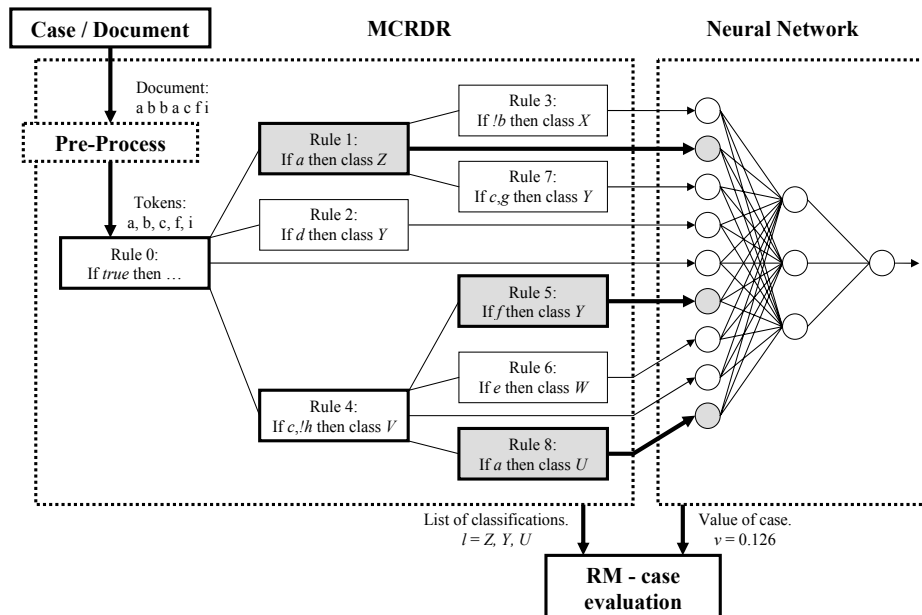 Case / Document
MCRDR
Neural Network
Document:
a b b a c f i
Pre-Process
Tokens:
a, b, c, f, i
Rule 0:
If true then …
Rule 1:
If a then class Z
Rule 2:
If d then class Y
Rule 3:
If !b then class X
Rule 7:
If c,g then class Y
Rule 5:
If f then class Y
Rule 6:
If e then class W
Rule 4:
If c,!h then class V
Rule 8:
If a then class U
List of classifications.
l = Z, Y, U
Value of case.
v = 0.126
RM - case
evaluation